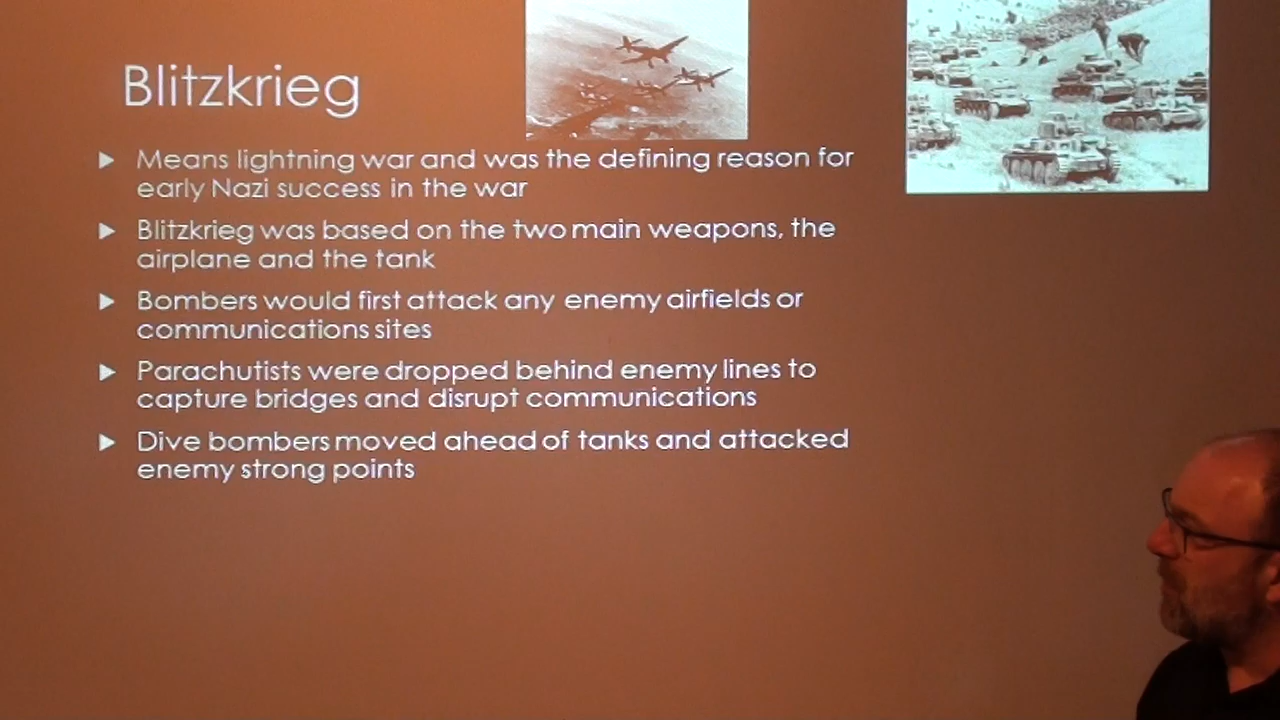 Blitzkrieg
Means lightning war and was the defining reason for
early Nazi success in the war
Blitzkrieg was based on the two main weapons, the
airplane and the tank
Bombers would first attack any enemy airfields or
communications sites
Parachutists were dropped behind enemy lines to
capture bridges and disrupt communications
Dive bombers moved ahead of tanks and attacked
enemy strong points